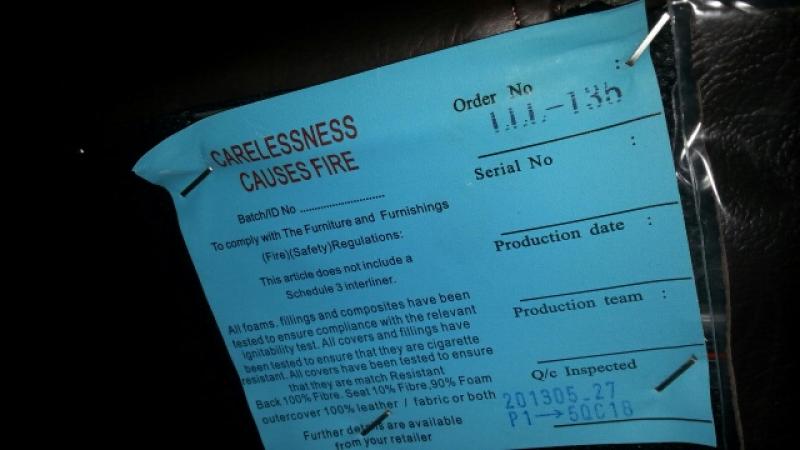 CARELESSNESS
CAUSES FIRE
Batch/ID No ............................
To comply with The Furniture and Furnishings
(Fire)(Safety)Regulations:
This article does not include a
Schedule 3 interliner.
All foams, fillings and composites have been
tested to ensure compliance with the relevant
ignitability test. All covers and fillings have
been tested to ensure that they are cigarette
resistant. All covers have been tested to ensure
that they are match Resistant
Back 100% Fibre. Seat 10% Fibre,90% Foam
outercover 100% leather / fabric or both
Further details are available
from your retailer
Order No :
-136
Serial No :
Production date :
Production team :
Q/c Inspected
201305-27
P1→5QC18